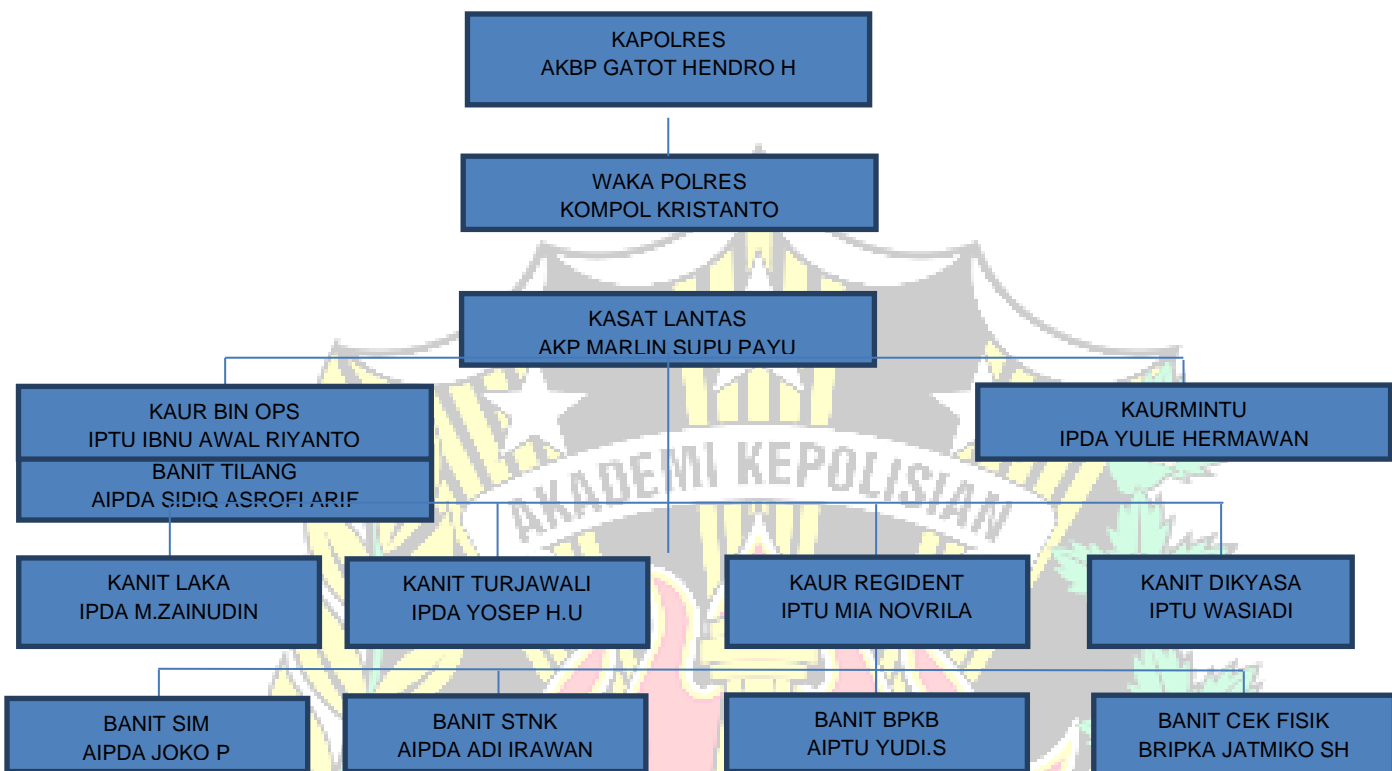 KAPOLRES
AKBP GATOT HENDRO H
WAKA POLRES
KOMPOL KRISTANTO
KASAT LANTAS
AKP MARLIN SUPU PAYU
KAUR BIN OPS
IPTU IBNU AWAL RIYANTO
KAURMINTU
IPDA YULIE HERMAWAN
BANIT TILANG
AIPDA SIDIQ ASROFI ARIF
AKADEMI KEPOLISIAN
KANIT LAKA
IPDA M.ZAINUDIN
KANIT TURJAWALI
IPDA YOSEP H.U
KAUR REGIDENT
IPTU MIA NOVRILA
KANIT DIKYASA
IPTU WASIADI
BANIT SIM
AIPDA JOKO P
BANIT STNK
AIPDA ADI IRAWAN
BANIT BPKB
AIPTU YUDI.S
BANIT CEK FISIK
BRIPKA JATMIKO SH